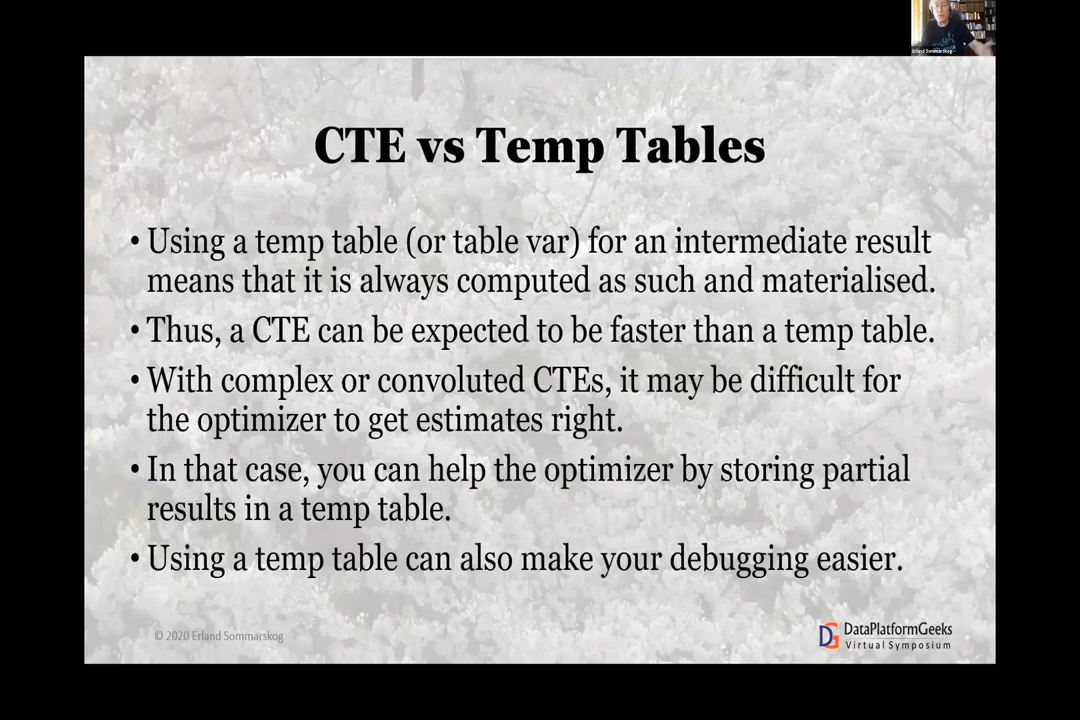 Erland Sommarskog
CTE vs Temp Tables
• Using a temp table (or table var) for an intermediate result
means that it is always computed as such and materialised.
• Thus, a CTE can be expected to be faster than a temp table.
• With complex or convoluted CTEs, it may be difficult for
the optimizer to get estimates right.
• In that case, you can help the optimizer by storing partial
results in a temp table.
• Using a temp table can also make your debugging easier.
© 2020 Erland Sommarskog
DG DataPlatformGeeks
Virtual Symposium